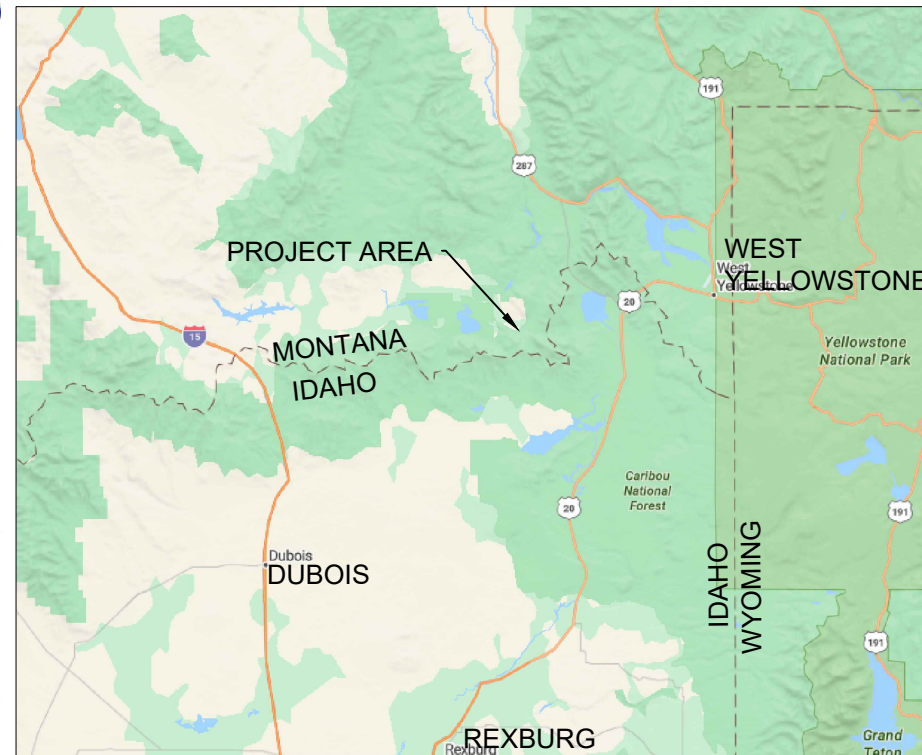 191
287
PROJECT AREA
WEST
YELLOWSTONE
West
Yellowstone
20
15
MONTANA
IDAHO
Yellowstone
National Park
Caribou
National
Forest
20
191
Dubois
DUBOIS
IDAHO
WYOMING
191
REXBURG
Rexburg
Grand
Teton